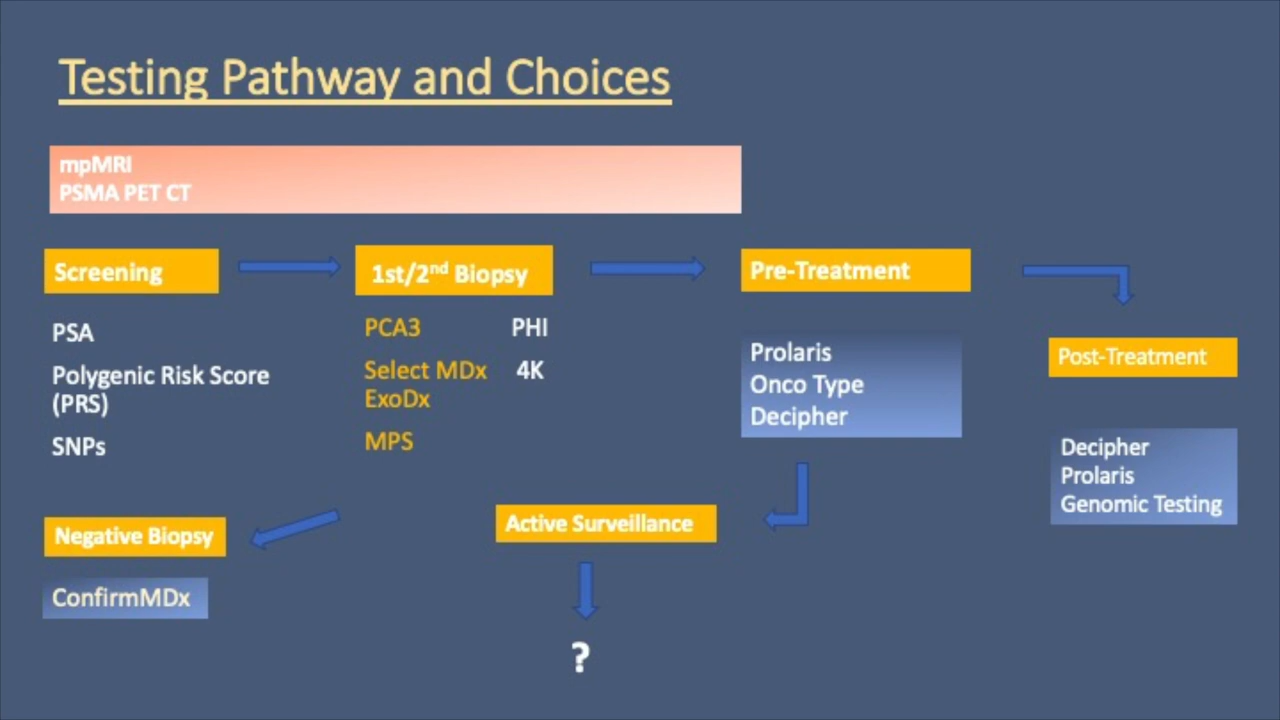 Testing Pathway and Choices
mpMRI
PSMA PET CT
Screening
1st/2nd Biopsy
Pre-Treatment
PSA
Polygenic Risk Score
(PRS)
SNPs
PCA3
PHI
Select MDx
4K
ExoDx
MPS
Prolaris
Onco Type
Decipher
Post-Treatment
Decipher
Prolaris
Genomic Testing
Negative Biopsy
ConfirmMDx
Active Surveillance
?